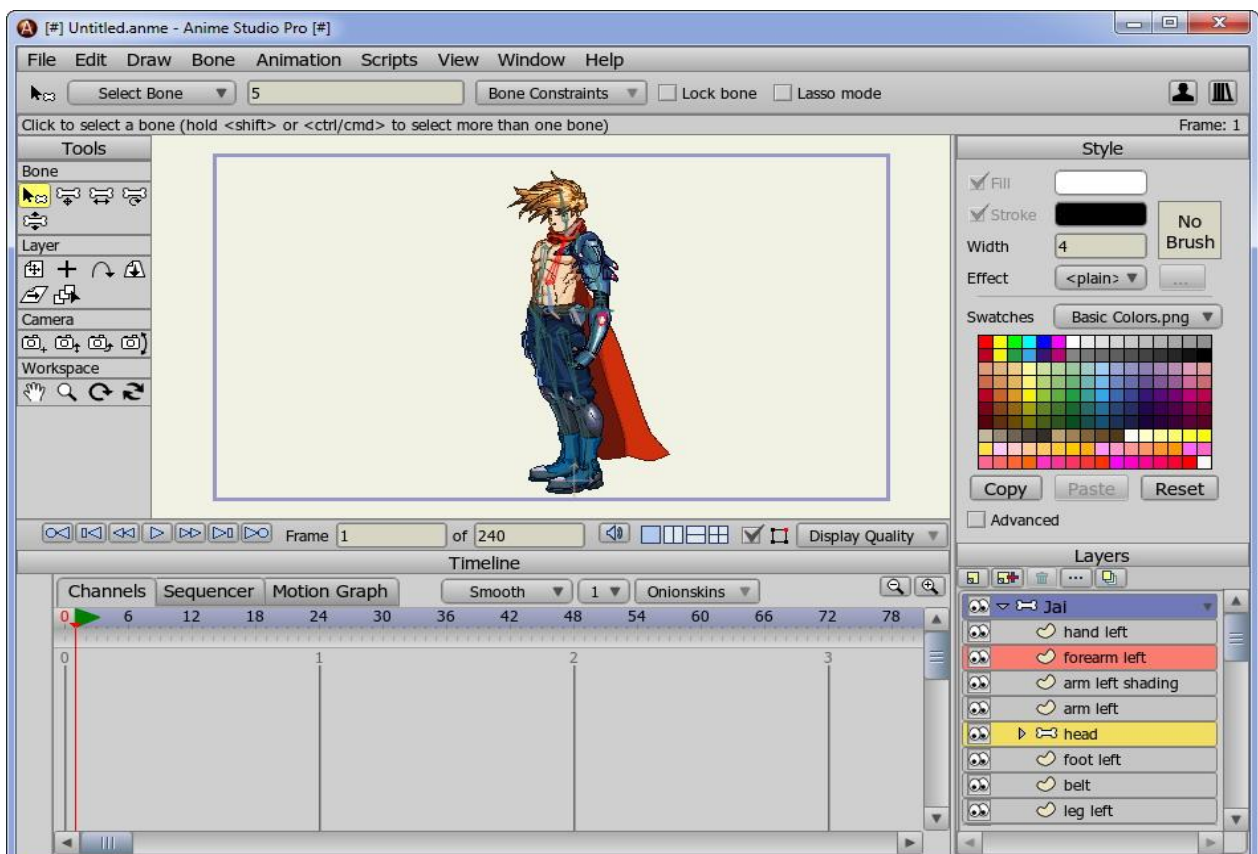 [#] Untitled.anme - Anime Studio Pro [#]
File Edit Draw Bone Animation Scripts View Window Help
Select Bone 5 Bone Constraints Lock bone Lasso mode
Click to select a bone (hold <shift> or <ctrl/cmd> to select more than one bone) Frame: 1
Tools
Bone
Layer
Camera
Workspace
Style
Fill
Stroke
No
Brush
Width 4
Effect <plain> ...
Swatches Basic Colors.png
Copy Paste Reset
Advanced
Frame 1 of 240 Display Quality
Timeline
Channels Sequencer Motion Graph Smooth 1 Onionskins
0 6 12 18 24 30 36 42 48 54 60 66 72 78
0 1 2 3
Layers
...
Jai
hand left
forearm left
arm left shading
arm left
head
foot left
belt
leg left